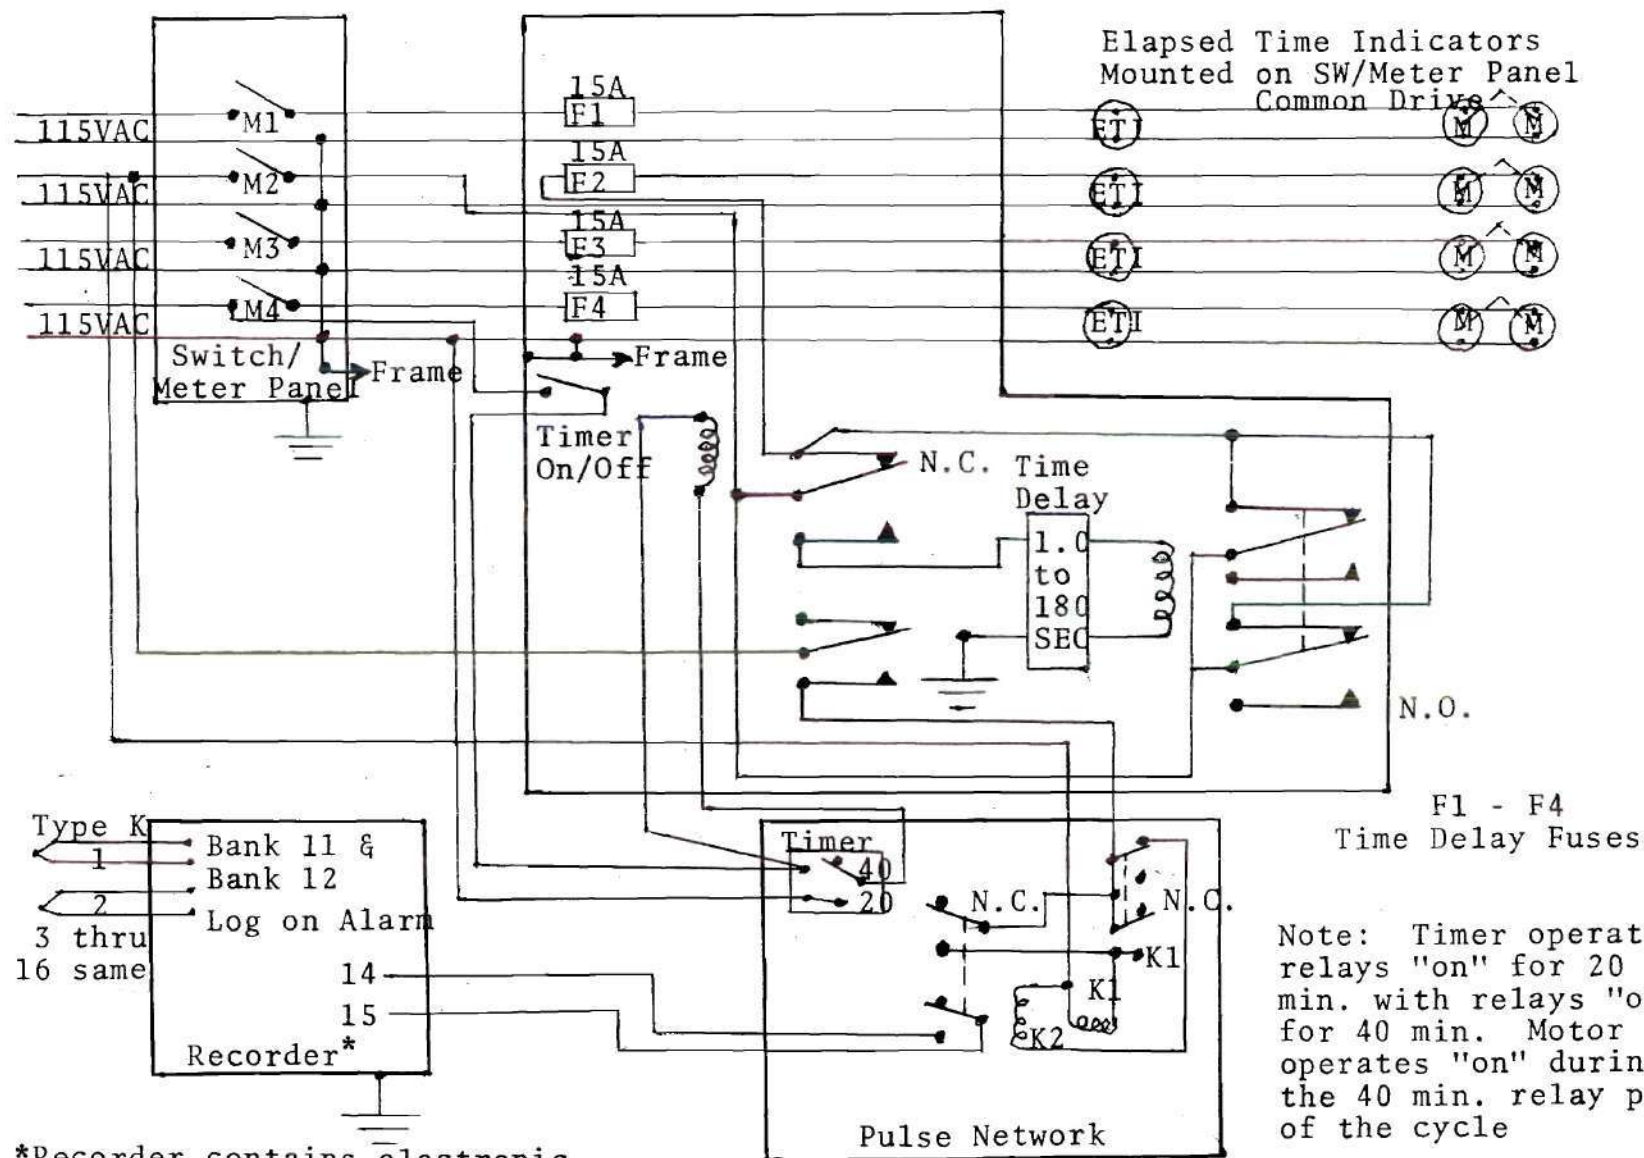 Elapsed Time Indicators
Mounted on SW/Meter Panel
Common Drive
115VAC
M1
15A
F1
ETI
M
M
115VAC
M2
15A
F2
ETI
M
M
115VAC
M3
15A
F3
ETI
M
M
115VAC
M4
15A
F4
ETI
M
M
Switch/
Meter Panel
Frame
Frame
Timer
On/Off
N.C.
Time
Delay
1.0
to
180
SEC
N.O.
F1 - F4
Time Delay Fuses
Type K
1
2
3 thru
16 same
Bank 11 &
Bank 12
Log on Alarm
14
15
Recorder*
Timer
40
20
N.C.
N.C.
K1
K1
K2
Pulse Network
Note: Timer operat
relays "on" for 20
min. with relays "o
for 40 min. Motor
operates "on" durin
the 40 min. relay p
of the cycle
*Recorder contains electronic